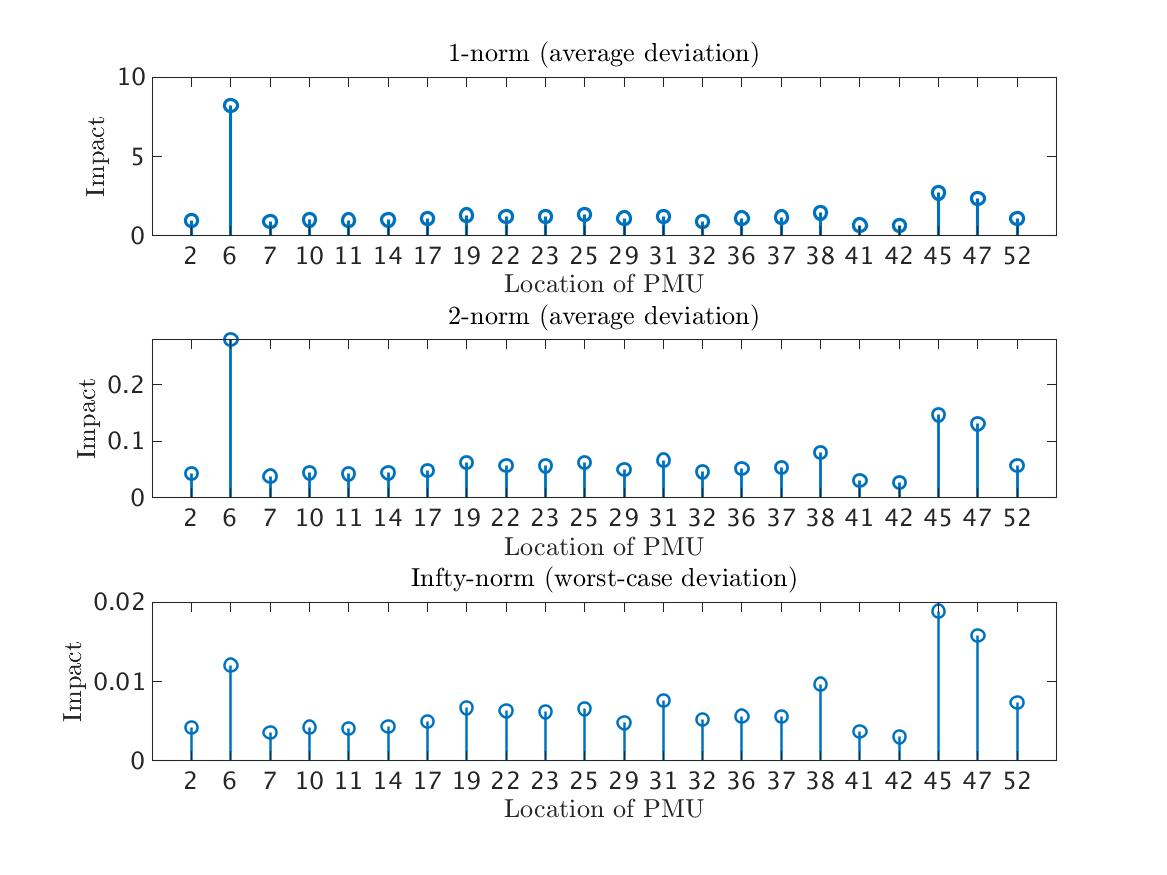 1-norm (average deviation)
10
5
0
Impact
2 6 7 10 11 14 17 19 22 23 25 29 31 32 36 37 38 41 42 45 47 52
Location of PMU
2-norm (average deviation)
0.2
0.1
0
Impact
2 6 7 10 11 14 17 19 22 23 25 29 31 32 36 37 38 41 42 45 47 52
Location of PMU
Infty-norm (worst-case deviation)
0.02
0.01
0
Impact
2 6 7 10 11 14 17 19 22 23 25 29 31 32 36 37 38 41 42 45 47 52
Location of PMU